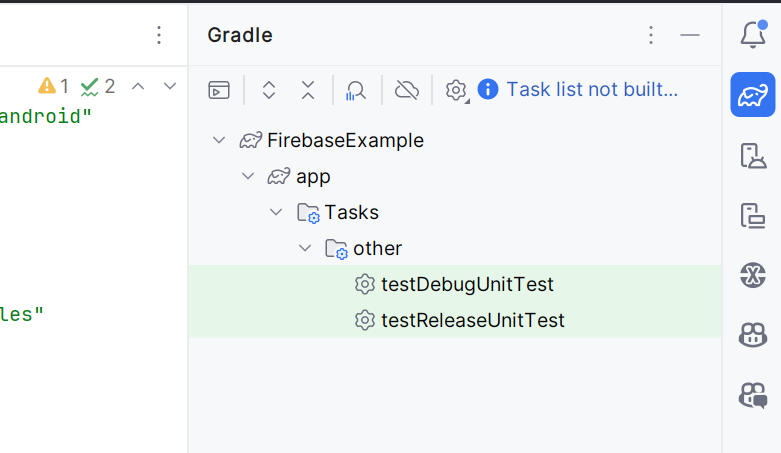 Gradle
1 2
Task list not built...
android"
FirebaseExample
app
Tasks
other
testDebugUnitTest
les"
testReleaseUnitTest